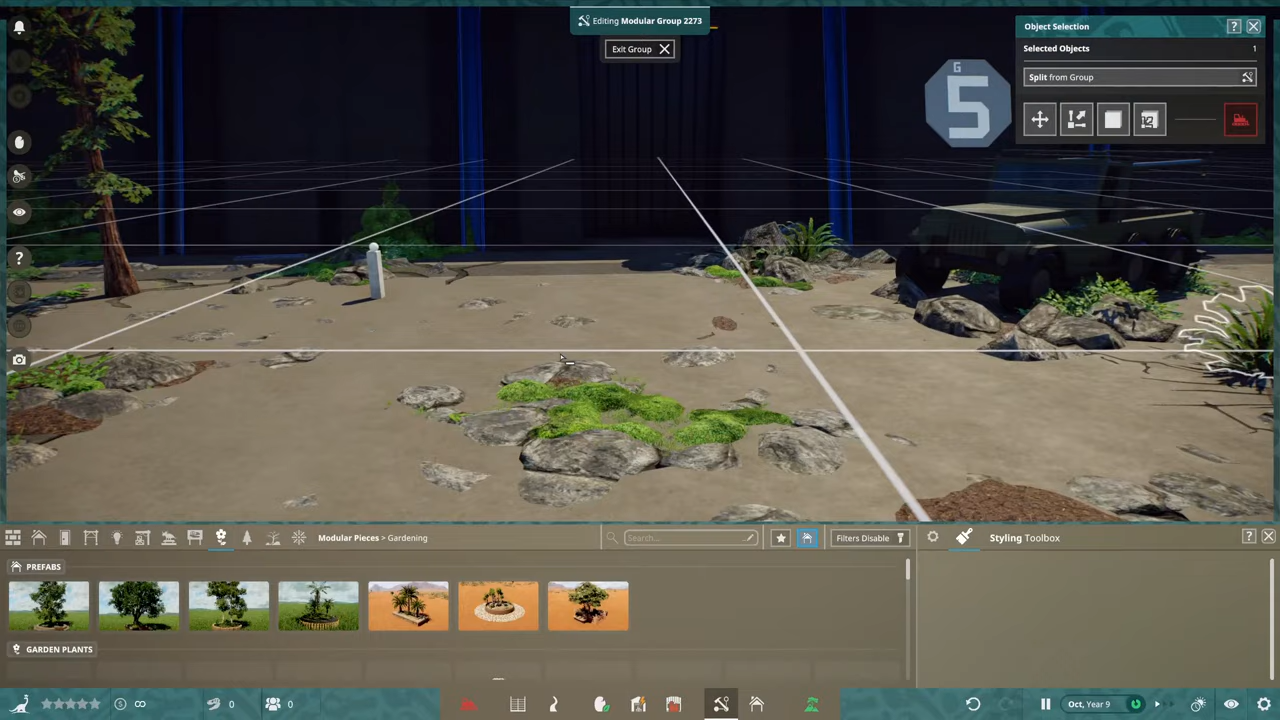 Editing Modular Group 2273
Exit Group
Object Selection
?
Selected Objects 1
Split from Group
12
G
5
?
Modular Pieces > Gardening
Search...
Filters Disable
Styling Toolbox
?
PREFABS
GARDEN PLANTS
∞
0
0
Oct, Year 9